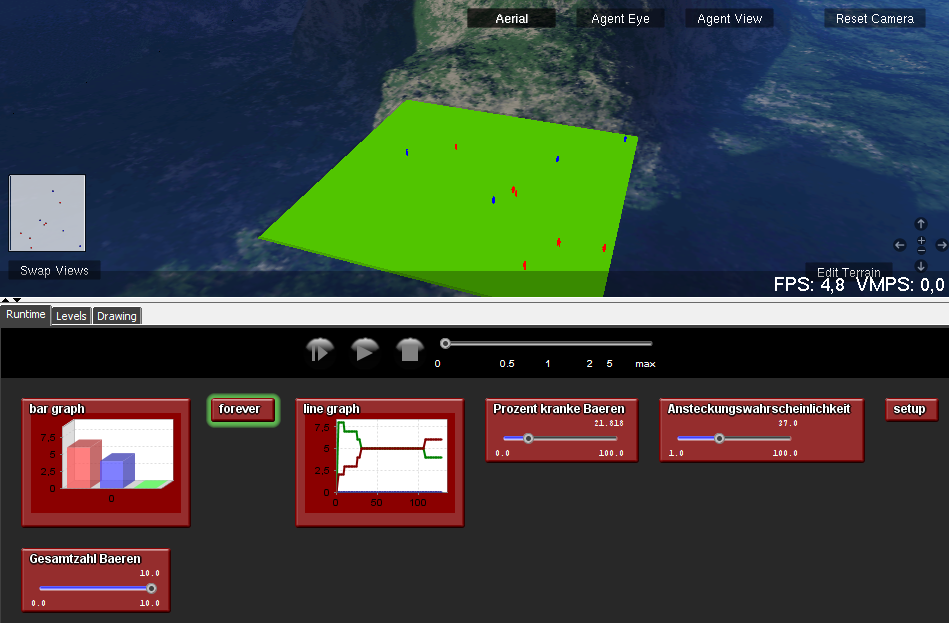 Aerial
Agent Eye
Agent View
Reset Camera
Swap Views
Edit Terrain
FPS: 4,8 VMPS: 0,0
Runtime
Levels
Drawing
0
0.5
1
2
5
max
bar graph
7,5
5
2,5
0
0
forever
line graph
7,5
5
2,5
0
0
50
100
Prozent kranke Baeren
21.818
0.0
100.0
Ansteckungswahrscheinlichkeit
37.0
1.0
100.0
setup
Gesamtzahl Baeren
10.0
0.0
10.0